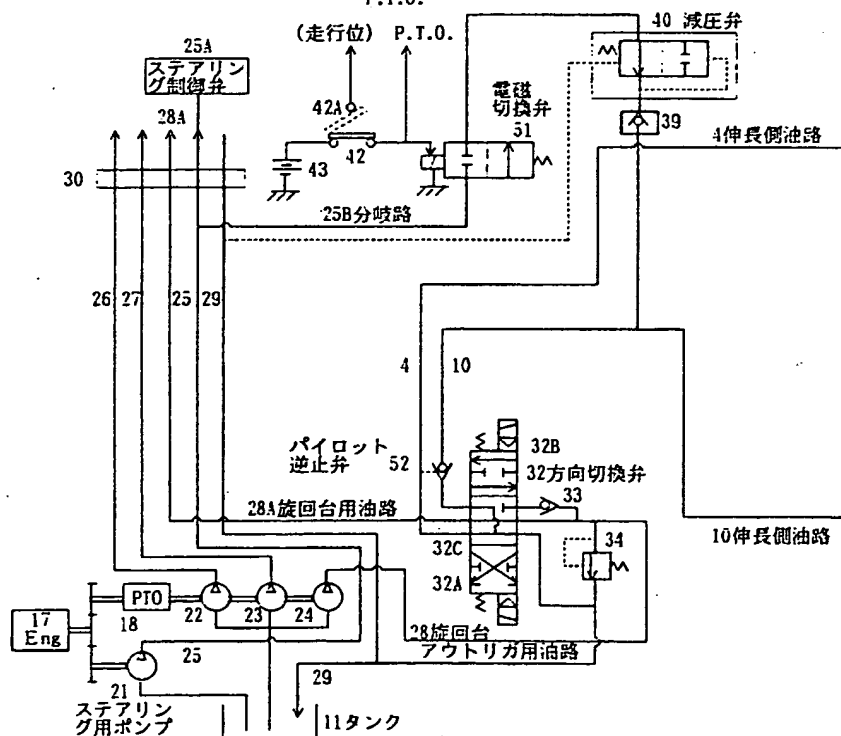 P.T.O.
(走行位) P.T.O.
40 減圧弁
25A
ステアリン
グ制御弁
電磁
切換弁
51
42A
28A
39
4伸長側油路
43
42
30
25B分岐路
26
27
25
29
4
10
パイロット
逆止弁
52
32B
32方向切換弁
33
28A旋回台用油路
34
10伸長側油路
32C
32A
PTO
17
Eng
18
22
23
24
28旋回台
アウトリガ用油路
25
29
21
ステアリン
グ用ポンプ
11タンク